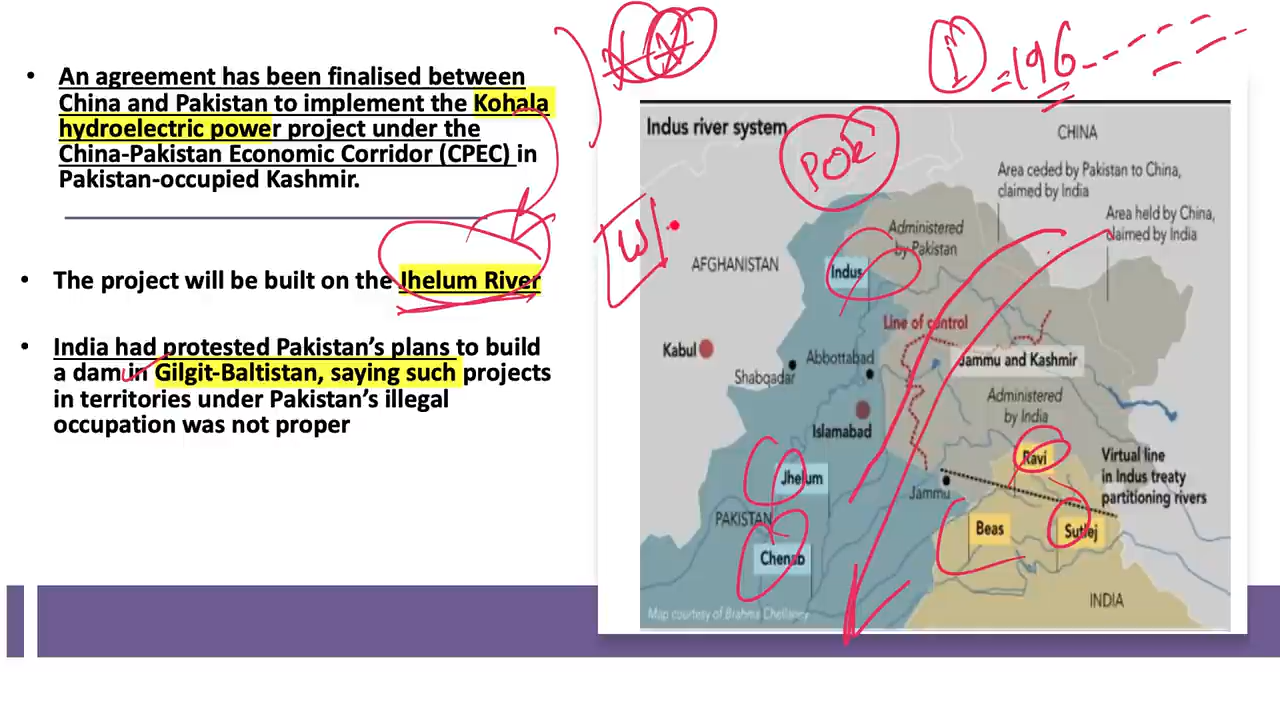 • An agreement has been finalised between
China and Pakistan to implement the Kohala
hydroelectric power project under the
China-Pakistan Economic Corridor (CPEC) in
Pakistan-occupied Kashmir.
• The project will be built on the Jhelum River
• India had protested Pakistan's plans to build
a dam in Gilgit-Baltistan, saying such projects
in territories under Pakistan's illegal
occupation was not proper
= 196
Indus river system
POK
CHINA
Area ceded by Pakistan to China,
claimed by India
Area held by China,
claimed by India
Administered
by Pakistan
W
AFGHANISTAN
Indus
Line of control
Kabul
Abbottabad
Jammu and Kashmir
Shabqadar
Administered
by India
Islamabad
Ravi
Virtual line
in Indus treaty
partitioning rivers
Jhelum
Jammu
PAKISTAN
Beas
Sutlej
Chenab
INDIA
Map courtesy of Brahma Chellaney